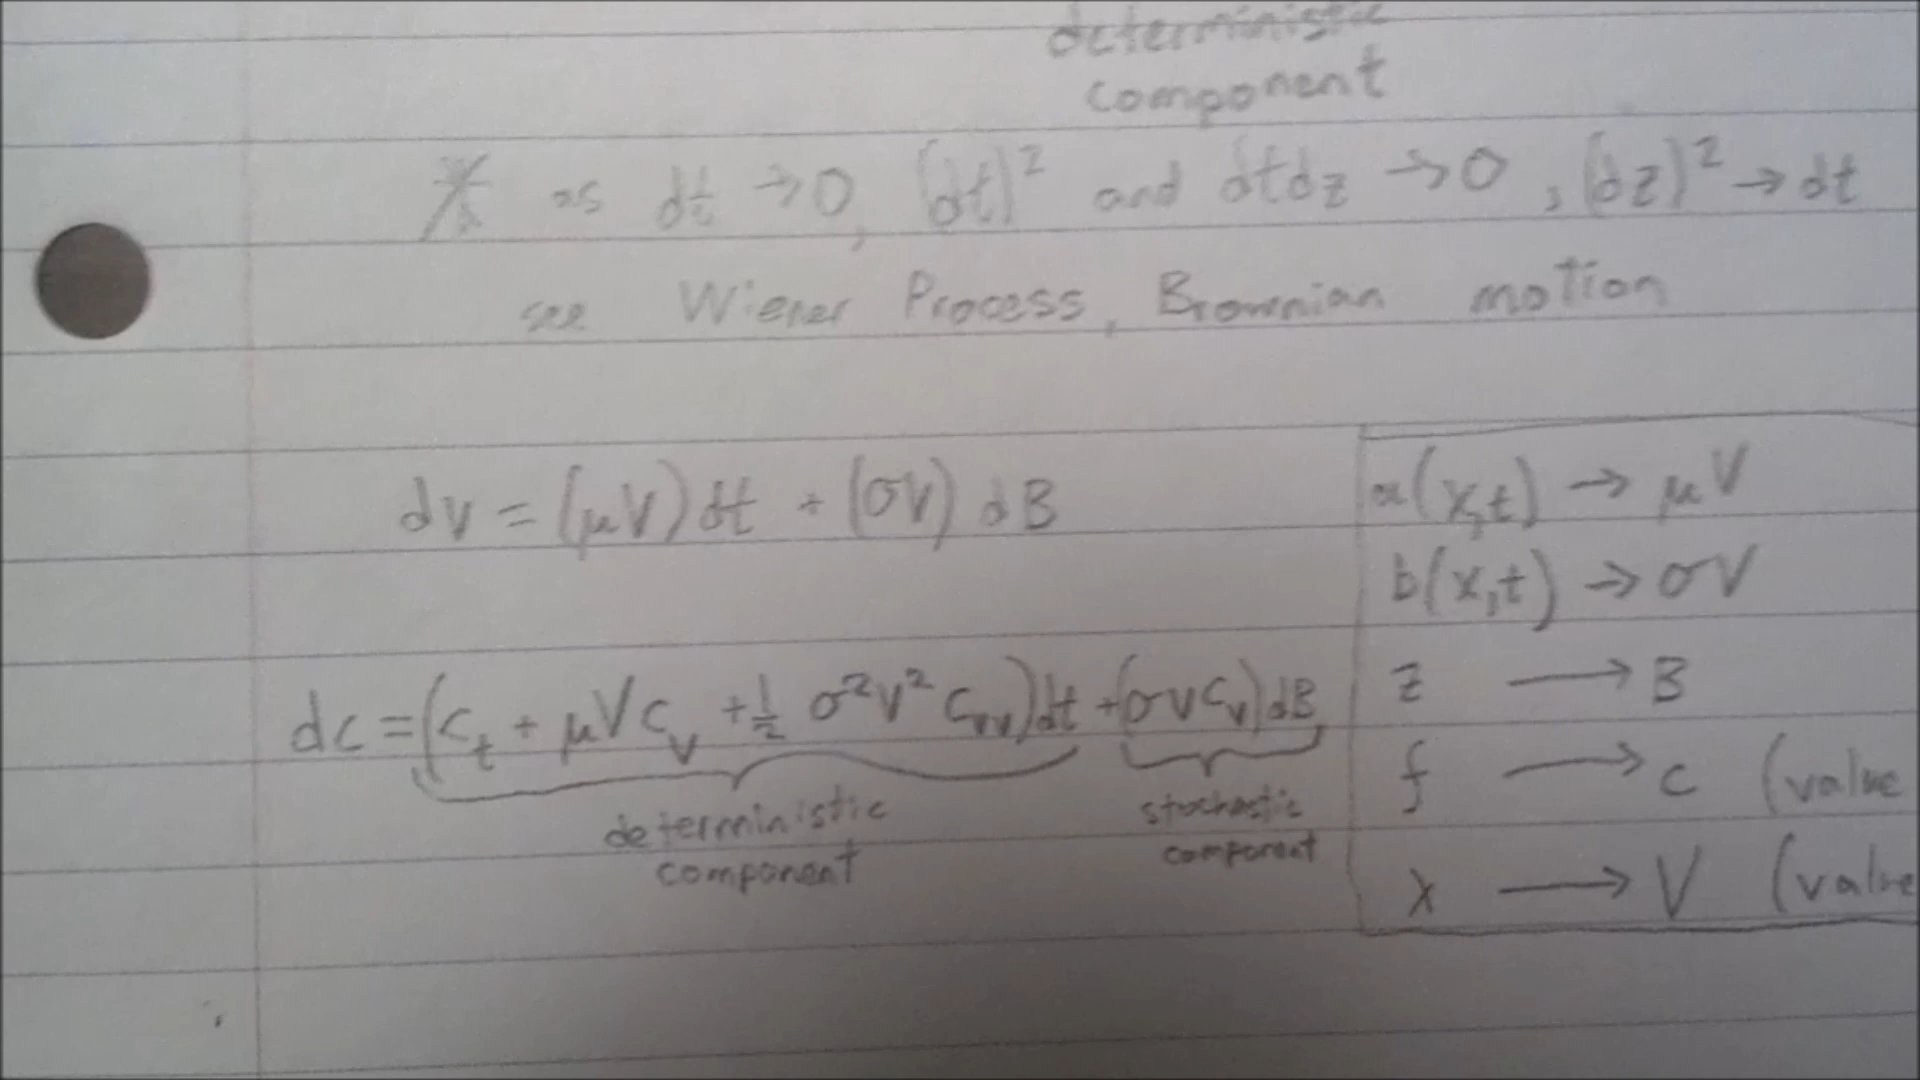 deterministic
component
* as dt → 0, (dt)² and dtdz → 0, (dz)² → dt
see Wiener Process, Brownian motion
dV = (μV)dt + (σV) dB
dc = (c_t + μVc_v + ½ σ²V² c_vv)dt + (σVc_v)dB
deterministic
component
stochastic
component
a(x,t) → μV
b(x,t) → σV
z → B
f → c (value
x → V (value